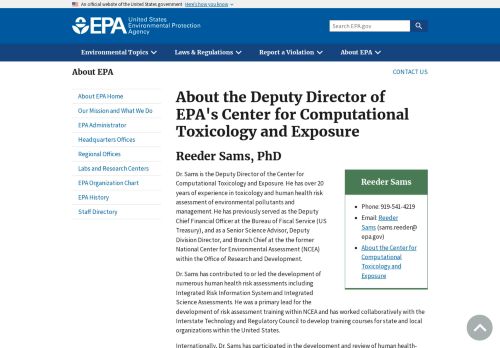 An official website of the United States government Here's how you know
EPA United States
Environmental Protection
Agency
Search EPA.gov
Environmental Topics Laws & Regulations Report a Violation About EPA
About EPA CONTACT US
About EPA Home
Our Mission and What We Do
EPA Administrator
Headquarters Offices
Regional Offices
Labs and Research Centers
EPA Organization Chart
EPA History
Staff Directory
About the Deputy Director of
EPA's Center for Computational
Toxicology and Exposure
Reeder Sams, PhD
Dr. Sams is the Deputy Director of the Center for
Computational Toxicology and Exposure. He has over 20
years of experience in toxicology and human health risk
assessment of environmental pollutants and
management. He has previously served as the Deputy
Chief Financial Officer at the Bureau of Fiscal Service (US
Treasury), and as a Senior Science Advisor, Deputy
Division Director, and Branch Chief at the the former
National Center for Environmental Assessment (NCEA)
within the Office of Research and Development.
Dr. Sams has contributed to or led the development of
numerous human health risk assessments including
Integrated Risk Information System and Integrated
Science Assessments. He was a primary lead for the
development of risk assessment training within NCEA and has worked collaboratively with the
Interstate Technology and Regulatory Council to develop training courses for state and local
organizations within the United States.
Internationally, Dr. Sams has participated in the development and review of human health-
Reeder Sams
Phone: 919-541-4219
Email: Reeder
Sams (sams.reeder@
epa.gov)
About the Center for
Computational
Toxicology and
Exposure